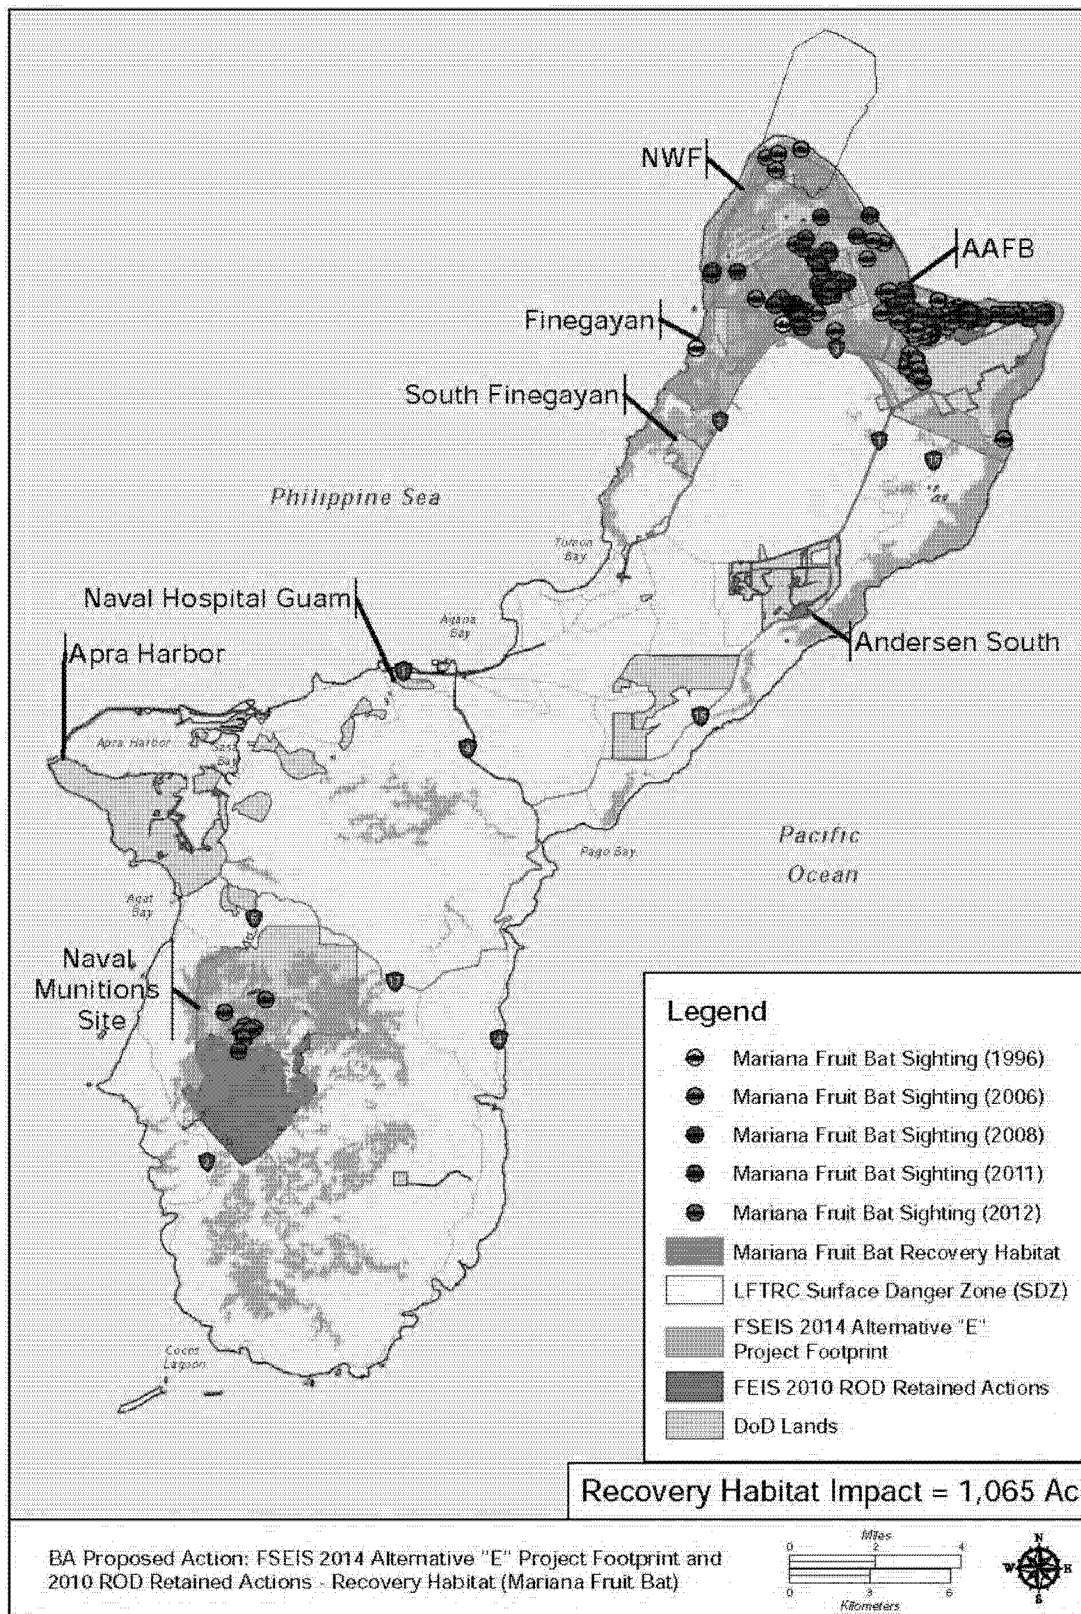 NWF
AAFB
Finegayan
South Finegayan
Philippine Sea
Tumon
Bay
Naval Hospital Guam
Agana
Bay
Apra Harbor
Andersen South
Apra Harbor
Bay
Pacific
Ocean
Pago Bay
Agat
Bay
Naval
Munitions
Site
Cocos
Lagoon
Legend
Mariana Fruit Bat Sighting (1996)
Mariana Fruit Bat Sighting (2006)
Mariana Fruit Bat Sighting (2008)
Mariana Fruit Bat Sighting (2011)
Mariana Fruit Bat Sighting (2012)
Mariana Fruit Bat Recovery Habitat
LFTRC Surface Danger Zone (SDZ)
FSEIS 2014 Alternative "E"
Project Footprint
FEIS 2010 ROD Retained Actions
DoD Lands
Recovery Habitat Impact = 1,065 Ac
BA Proposed Action: FSEIS 2014 Alternative "E" Project Footprint and
2010 ROD Retained Actions - Recovery Habitat (Mariana Fruit Bat)
Miles
0 2 4
0 3 6
Kilometers
N
W E
S